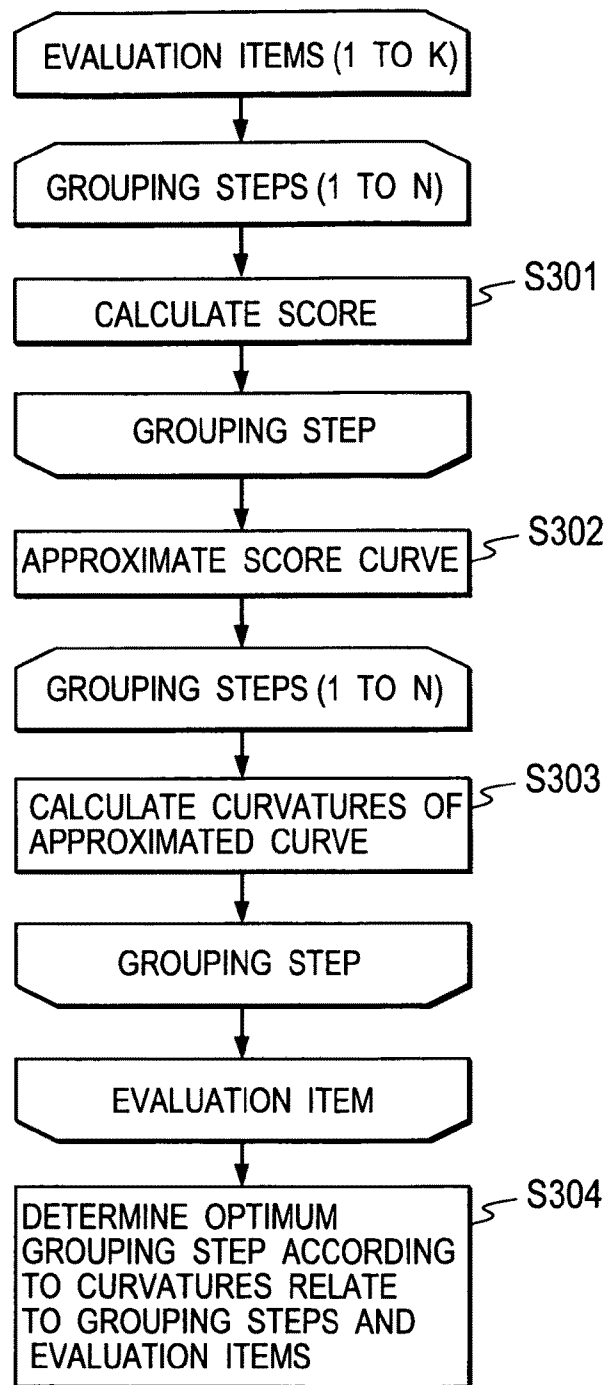 EVALUATION ITEMS (1 TO K)
GROUPING STEPS (1 TO N)
S301
CALCULATE SCORE
GROUPING STEP
S302
APPROXIMATE SCORE CURVE
GROUPING STEPS (1 TO N)
S303
CALCULATE CURVATURES OF
APPROXIMATED CURVE
GROUPING STEP
EVALUATION ITEM
S304
DETERMINE OPTIMUM
GROUPING STEP ACCORDING
TO CURVATURES RELATE
TO GROUPING STEPS AND
EVALUATION ITEMS